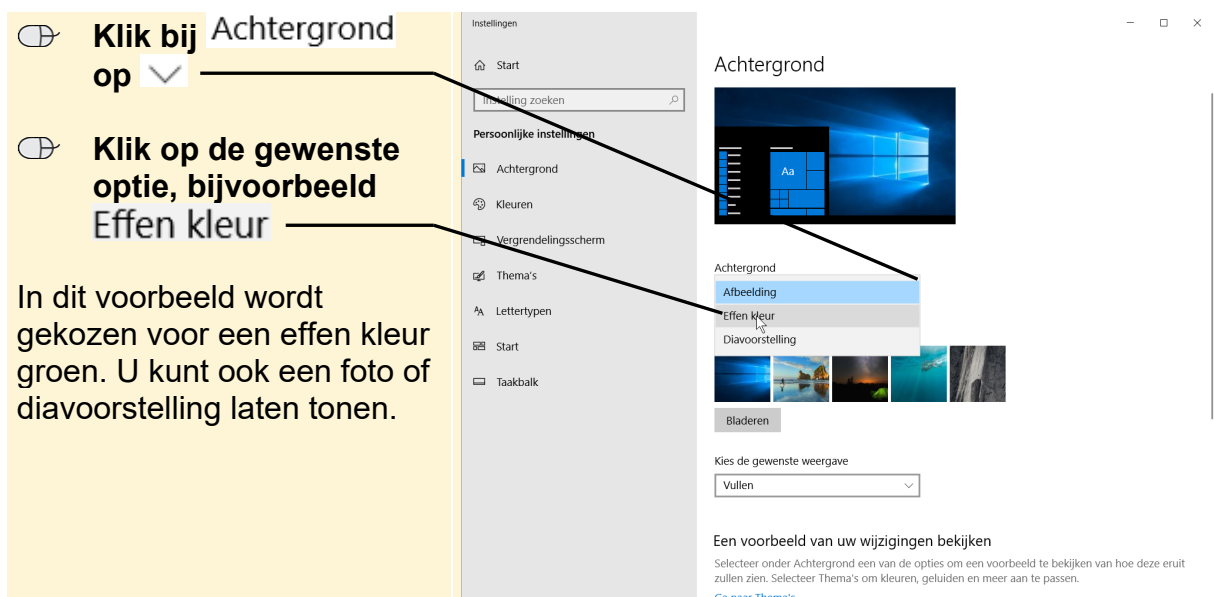 Klik bij Achtergrond
op
Klik op de gewenste
optie, bijvoorbeeld
Effen kleur
In dit voorbeeld wordt
gekozen voor een effen kleur
groen. U kunt ook een foto of
diavoorstelling laten tonen.
Instellingen
Start
Instelling zoeken
Persoonlijke instellingen
Achtergrond
Kleuren
Vergrendelingsscherm
Thema's
Lettertypen
Start
Taakbalk
Achtergrond
Aa
Achtergrond
Afbeelding
Effen kleur
Diavoorstelling
Bladeren
Kies de gewenste weergave
Vullen
Een voorbeeld van uw wijzigingen bekijken
Selecteer onder Achtergrond een van de opties om een voorbeeld te bekijken van hoe deze eruit
zullen zien. Selecteer Thema's om kleuren, geluiden en meer aan te passen.
Ga naar Thema's